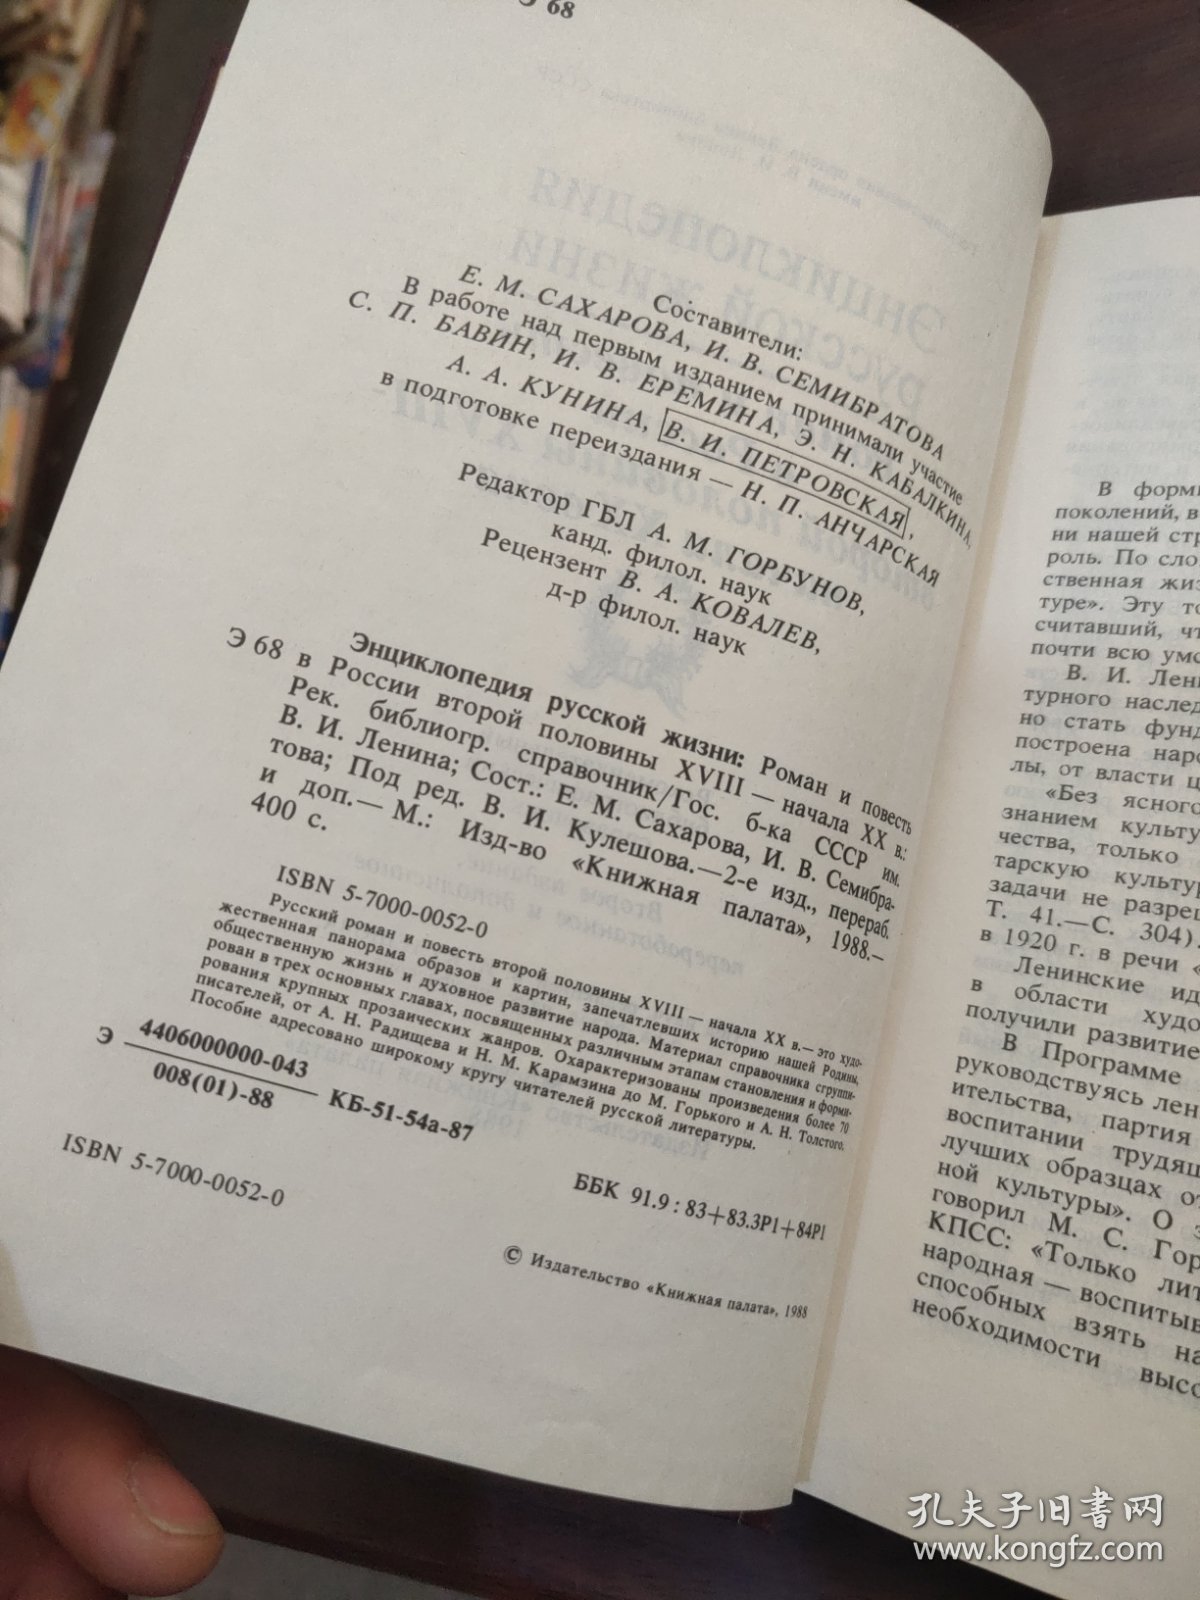 Э 68
Составители:
Е. М. САХАРОВА, И. В. СЕМИБРАТОВА
В работе над первым изданием принимали участие
С. П. БАВИН, И. В. ЕРЕМИНА, Э. Н. КАБАЛКИНА,
А. А. КУНИНА, В. И. ПЕТРОВСКАЯ,
в подготовке переиздания — Н. П. АНЧАРСКАЯ
Редактор ГБЛ А. М. ГОРБУНОВ,
канд. филол. наук
Рецензент В. А. КОВАЛЕВ,
д-р филол. наук
Энциклопедия русской жизни: Роман и повесть
Э 68 в России второй половины XVIII — начала XX в.:
Рек. библиогр. справочник/Гос. б-ка СССР им.
В. И. Ленина; Сост.: Е. М. Сахарова, И. В. Семибра-
това; Под ред. В. И. Кулешова.—2-е изд., перераб.
и доп.— М.: Изд-во «Книжная палата», 1988.—
400 с.
ISBN 5-7000-0052-0
Русский роман и повесть второй половины XVIII — начала XX в.— это худо-
жественная панорама образов и картин, запечатлевших историю нашей Родины,
общественную жизнь и духовное развитие народа. Материал справочника сгруппи-
рован в трех основных главах, посвященных различным этапам становления и форми-
рования крупных прозаических жанров. Охарактеризованы произведения более 70
писателей, от А. Н. Радищева и Н. М. Карамзина до М. Горького и А. Н. Толстого.
Пособие адресовано широкому кругу читателей русской литературы.
Э 4406000000-043
008(01)-88 КБ-51-54а-87
ISBN 5-7000-0052-0
ББК 91.9 : 83+83.3Р1+84Р1
© Издательство «Книжная палата», 1988
В форми
поколений, в
ни нашей стр
роль. По сло
ственная жиз
туре». Эту то
считавший, чт
почти всю умс
В. И. Лени
турного наслед
но стать фунд
построена наро
лы, от власти ц
«Без ясного
знанием культу
чества, только
тарскую культур
задачи не разреш
Т. 41.—С. 304).
в 1920 г. в речи «
Ленинские ид
в области худо
получили развитие
В Программе
руководствуясь лен
ительства, партия
воспитании трудящ
лучших образцах от
ной культуры». О з
говорил М. С. Гор
КПСС: «Только лит
народная — воспитыв
способных взять на
необходимости высо
孔夫子旧书网
www.kongfz.com